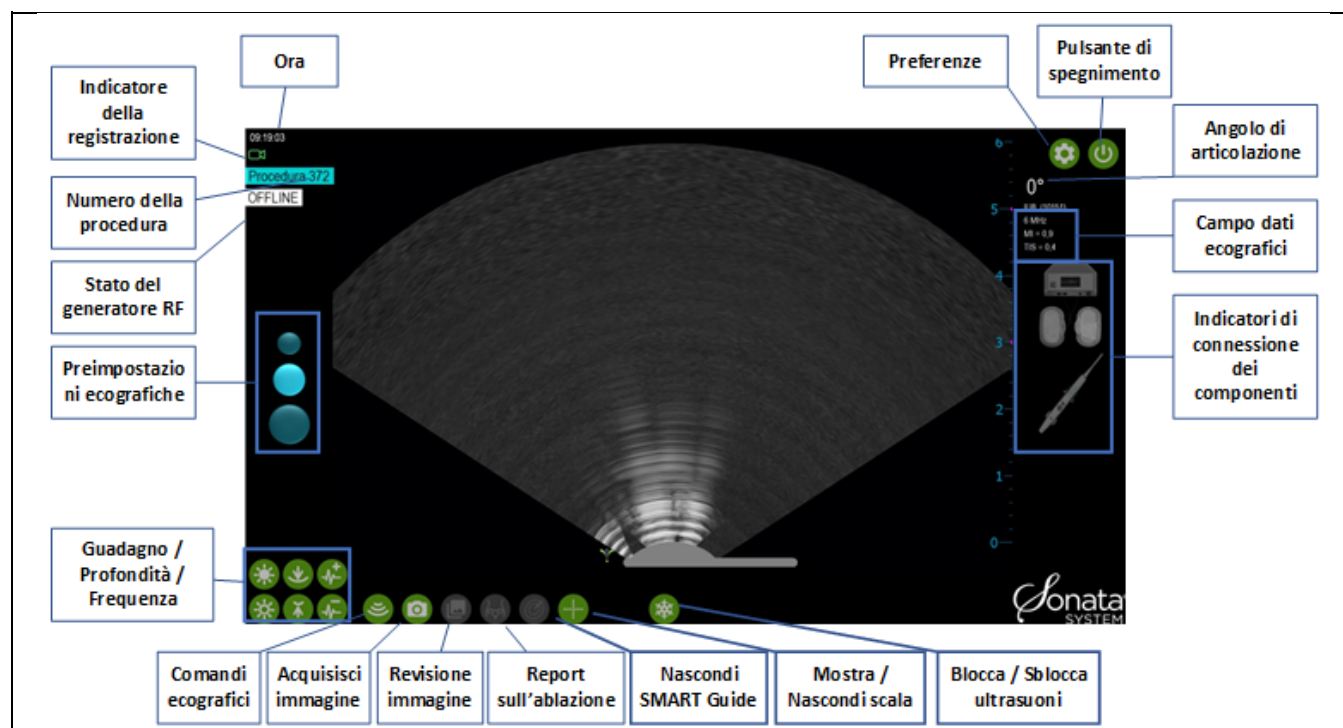 Ora
Preferenze
Pulsante di
spegnimento
Indicatore
della
registrazione
Angolo di
articolazione
Numero della
procedura
Campo dati
ecografici
Stato del
generatore RF
Indicatori di
connessione
dei
componenti
Preimpostazio
ni ecografiche
Guadagno /
Profondità /
Frequenza
09:19:03
Procedura-372
OFFLINE
0°
6 MHz
MI = 0,9
TIS = 0,4
6
5
4
3
2
1
0
Sonata
SYSTEM
Comandi
ecografici
Acquisisci
immagine
Revisione
immagine
Report
sull'ablazione
Nascondi
SMART Guide
Mostra /
Nascondi scala
Blocca / Sblocca
ultrasuoni